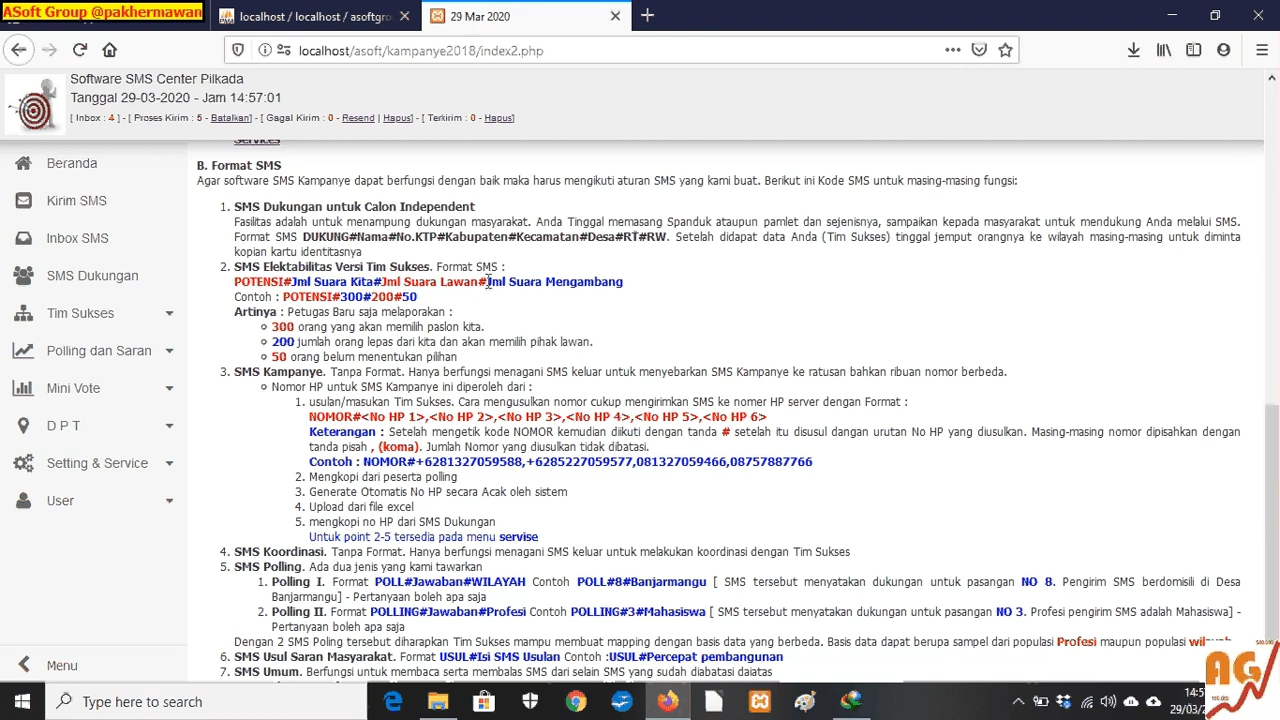 ASoft Group @pakhermawan
localhost / localhost / asoftgro
29 Mar 2020
localhost/asoft/kampanye2018/index2.php
Software SMS Center Pilkada
Tanggal 29-03-2020 - Jam 14:57:01
[ Inbox : 4 ] - [ Proses Kirim : 5 - Batalkan] - [ Gagal Kirim : 0 - Resend | Hapus] - [ Terkirim : 0 - Hapus]
Beranda
Kirim SMS
Inbox SMS
SMS Dukungan
Tim Sukses
Polling dan Saran
Mini Vote
D P T
Setting & Service
User
Menu
Services
B. Format SMS
Agar software SMS Kampanye dapat berfungsi dengan baik maka harus mengikuti aturan SMS yang kami buat. Berikut ini Kode SMS untuk masing-masing fungsi:
1. SMS Dukungan untuk Calon Independent
Fasilitas adalah untuk menampung dukungan masyarakat. Anda Tinggal memasang Spanduk ataupun pamlet dan sejenisnya, sampaikan kepada masyarakat untuk mendukung Anda melalui SMS.
Format SMS DUKUNG#Nama#No.KTP#Kabupaten#Kecamatan#Desa#RT#RW. Setelah didapat data Anda (Tim Sukses) tinggal jemput orangnya ke wilayah masing-masing untuk diminta
kopian kartu identitasnya
2. SMS Elektabilitas Versi Tim Sukses. Format SMS :
POTENSI#Jml Suara Kita#Jml Suara Lawan#Jml Suara Mengambang
Contoh : POTENSI#300#200#50
Artinya : Petugas Baru saja melaporkan :
300 orang yang akan memilih paslon kita.
200 jumlah orang lepas dari kita dan akan memilih pihak lawan.
50 orang belum menentukan pilihan
3. SMS Kampanye. Tanpa Format. Hanya berfungsi menagani SMS keluar untuk menyebarkan SMS Kampanye ke ratusan bahkan ribuan nomor berbeda.
Nomor HP untuk SMS Kampanye ini diperoleh dari :
1. usulan/masukan Tim Sukses. Cara mengusulkan nomor cukup mengirimkan SMS ke nomer HP server dengan Format :
NOMOR#<No HP 1>,<No HP 2>,<No HP 3>,<No HP 4>,<No HP 5>,<No HP 6>
Keterangan : Setelah mengetik kode NOMOR kemudian diikuti dengan tanda # setelah itu disusul dangan urutan No HP yang diusulkan. Masing-masing nomor dipisahkan dengan
tanda pisah , (koma). Jumlah Nomor yang diusulkan tidak dibatasi.
Contoh : NOMOR#+6281327059588,+6285227059577,081327059466,08757887766
2. Mengkopi dari peserta polling
3. Generate Otomatis No HP secara Acak oleh sistem
4. Upload dari file excel
5. mengkopi no HP dari SMS Dukungan
Untuk point 2-5 tersedia pada menu servise
4. SMS Koordinasi. Tanpa Format. Hanya berfungsi menagani SMS keluar untuk melakukan koordinasi dengan Tim Sukses
5. SMS Polling. Ada dua jenis yang kami tawarkan
1. Polling I. Format POLL#Jawaban#WILAYAH Contoh POLL#8#Banjarmangu [ SMS tersebut menyatakan dukungan untuk pasangan NO 8. Pengirim SMS berdomisili di Desa
Banjarmangu] - Pertanyaan boleh apa saja
2. Polling II. Format POLLING#Jawaban#Profesi Contoh POLLING#3#Mahasiswa [ SMS tersebut menyatakan dukungan untuk pasangan NO 3. Profesi pengirim SMS adalah Mahasiswa] -
Pertanyaan boleh apa saja
Dengan 2 SMS Poling tersebut diharapkan Tim Sukses mampu membuat mapping dengan basis data yang berbeda. Basis data dapat berupa sampel dari populasi Profesi maupun populasi wilayah
6. SMS Usul Saran Masyarakat. Format USUL#Isi SMS Usulan Contoh :USUL#Percepat pembangunan
7. SMS Umum. Berfungsi untuk membaca serta membalas SMS dari selain SMS yang sudah diabatasi daiatas
AG
Type here to search
14:5
29/03/